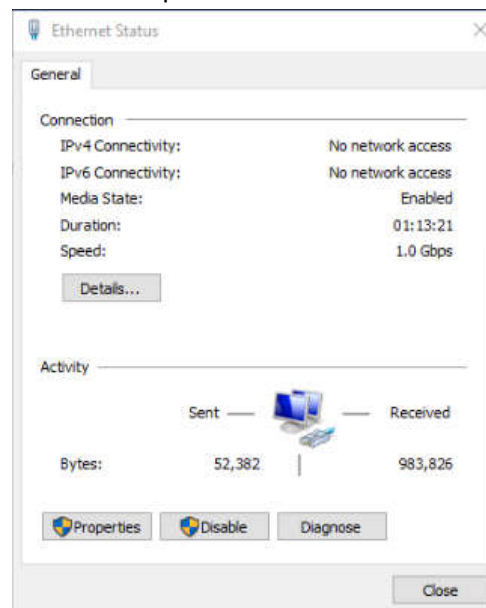 Ethernet Status
General
Connection
IPv4 Connectivity: No network access
IPv6 Connectivity: No network access
Media State: Enabled
Duration: 01:13:21
Speed: 1.0 Gbps
Details...
Activity
Sent — — Received
Bytes: 52,382 | 983,826
Properties Disable Diagnose
Close